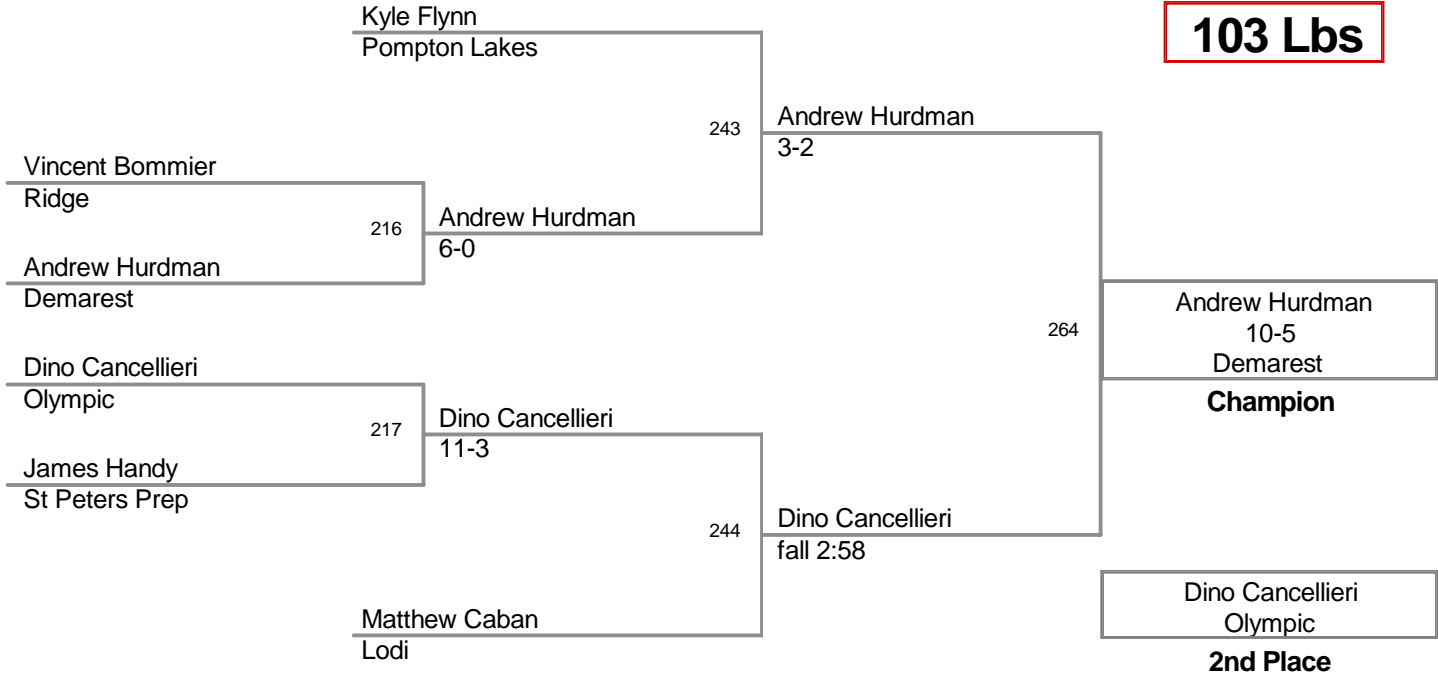 Kyle Flynn
Pompton Lakes
103 Lbs
243
Andrew Hurdman
3-2
Vincent Bommier
Ridge
216
Andrew Hurdman
6-0
Andrew Hurdman
Demarest
264
Andrew Hurdman
10-5
Demarest
Champion
Dino Cancellieri
Olympic
217
Dino Cancellieri
11-3
James Handy
St Peters Prep
244
Dino Cancellieri
fall 2:58
Matthew Caban
Lodi
Dino Cancellieri
Olympic
2nd Place